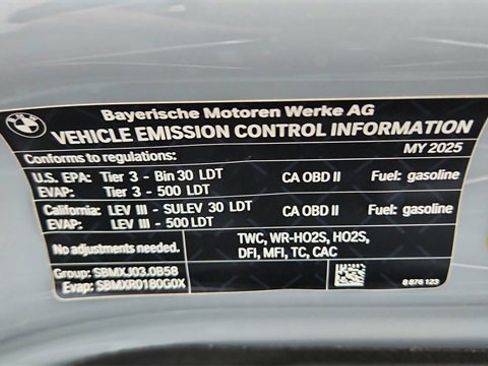 BMW
Bayerische Motoren Werke AG
VEHICLE EMISSION CONTROL INFORMATION
Conforms to regulations: MY 2025
U.S. EPA: Tier 3 - Bin 30 LDT CA OBD II Fuel: gasoline
EVAP: Tier 3 - 500 LDT
California: LEV III - SULEV 30 LDT CA OBD II Fuel: gasoline
EVAP: LEV III - 500 LDT
No adjustments needed. TWC, WR-HO2S, HO2S,
DFI, MFI, TC, CAC
Group: SBMXJ03.0B58
Evap: SBMXR0180G0X
8 876 123